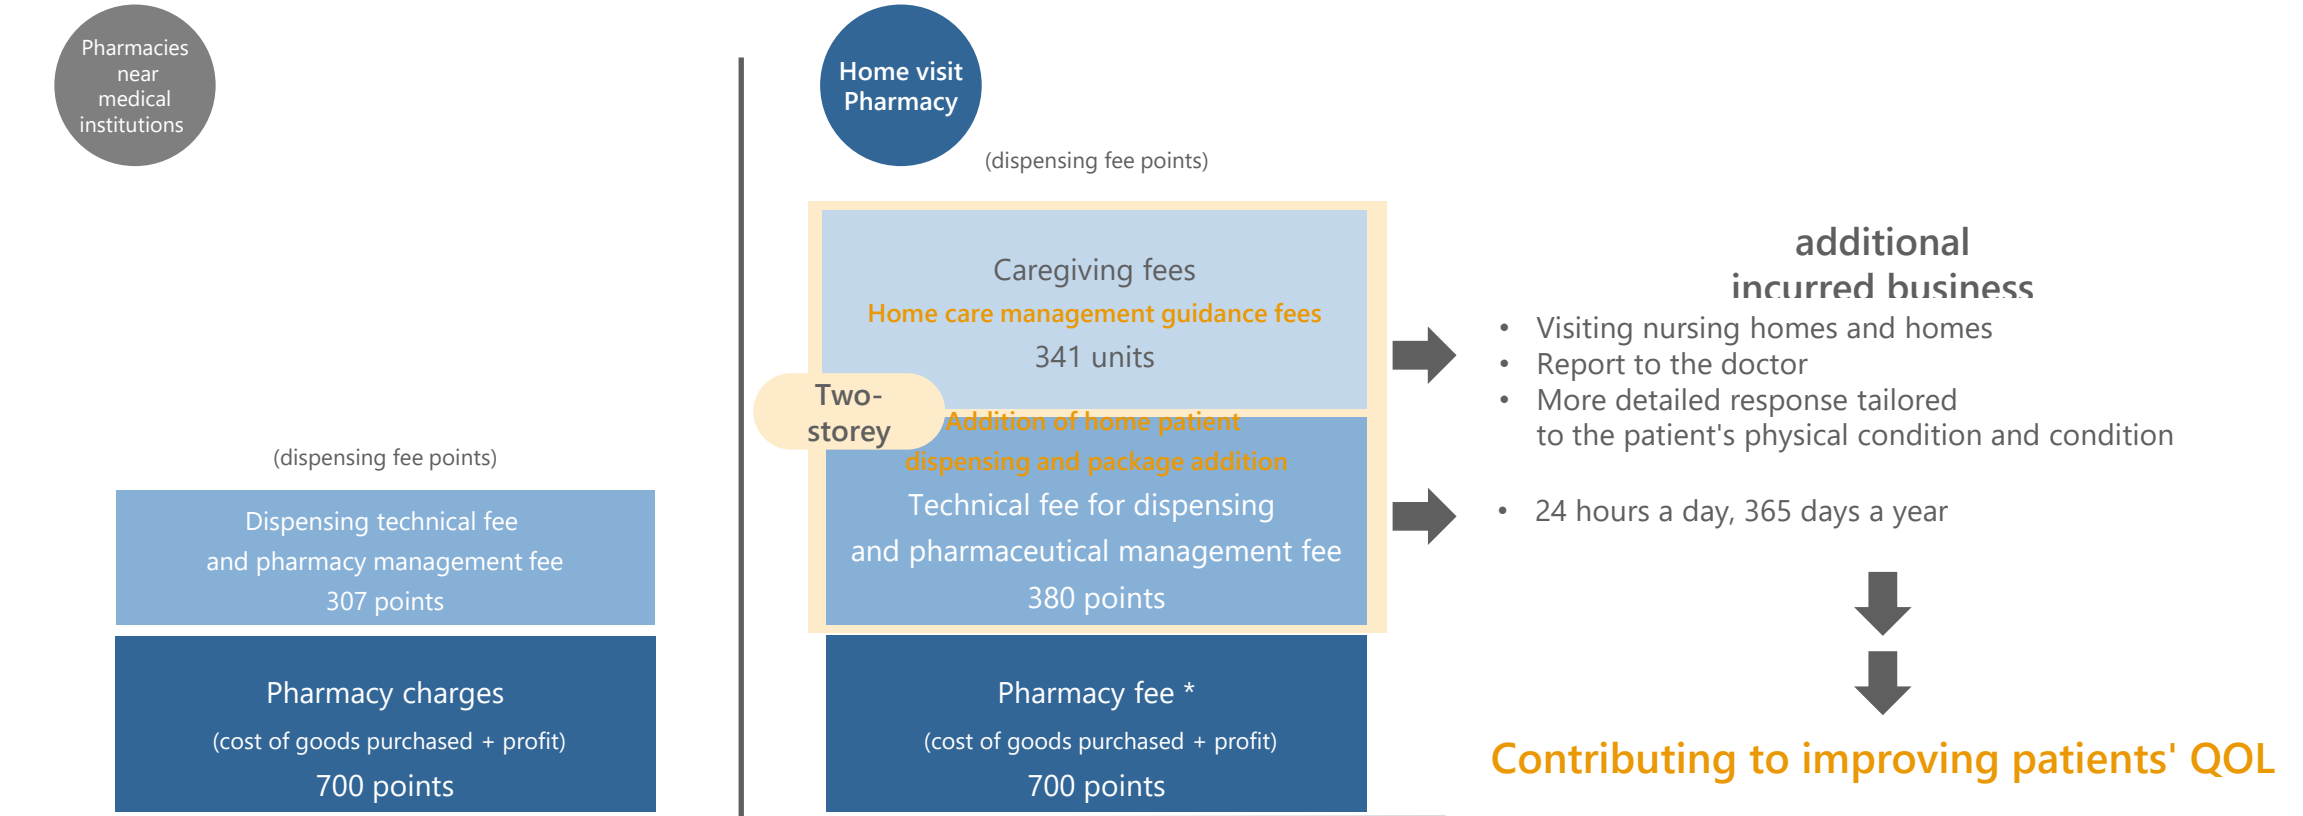 Pharmacies
near
medical
institutions
(dispensing fee points)
Dispensing technical fee
and pharmacy management fee
307 points
Pharmacy charges
(cost of goods purchased + profit)
700 points
Home visit
Pharmacy
(dispensing fee points)
Caregiving fees
Home care management guidance fees
341 units
Two-
storey
Addition of home patient
dispensing and package addition
Technical fee for dispensing
and pharmaceutical management fee
380 points
Pharmacy fee *
(cost of goods purchased + profit)
700 points
additional
incurred business
• Visiting nursing homes and homes
• Report to the doctor
• More detailed response tailored
to the patient's physical condition and condition
• 24 hours a day, 365 days a year
Contributing to improving patients' QOL